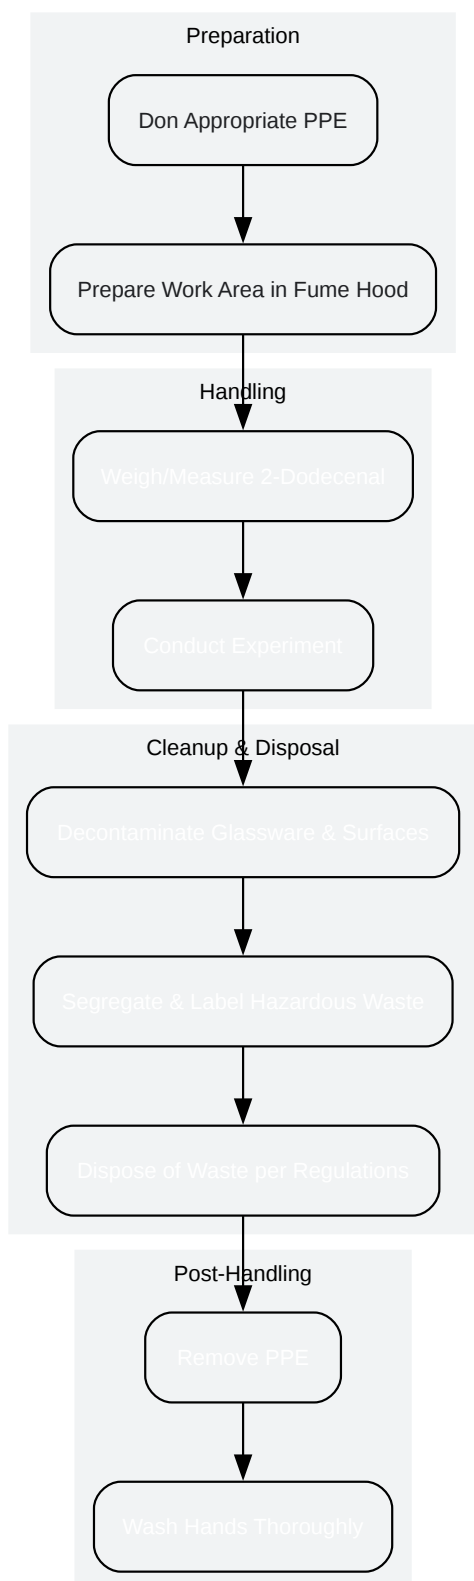 Preparation
Don Appropriate PPE
Prepare Work Area in Fume Hood
Handling
Weigh/Measure 2-Dodecenal
Conduct Experiment
Cleanup & Disposal
Decontaminate Glassware & Surfaces
Segregate & Label Hazardous Waste
Dispose of Waste per Regulations
Post-Handling
Remove PPE
Wash Hands Thoroughly